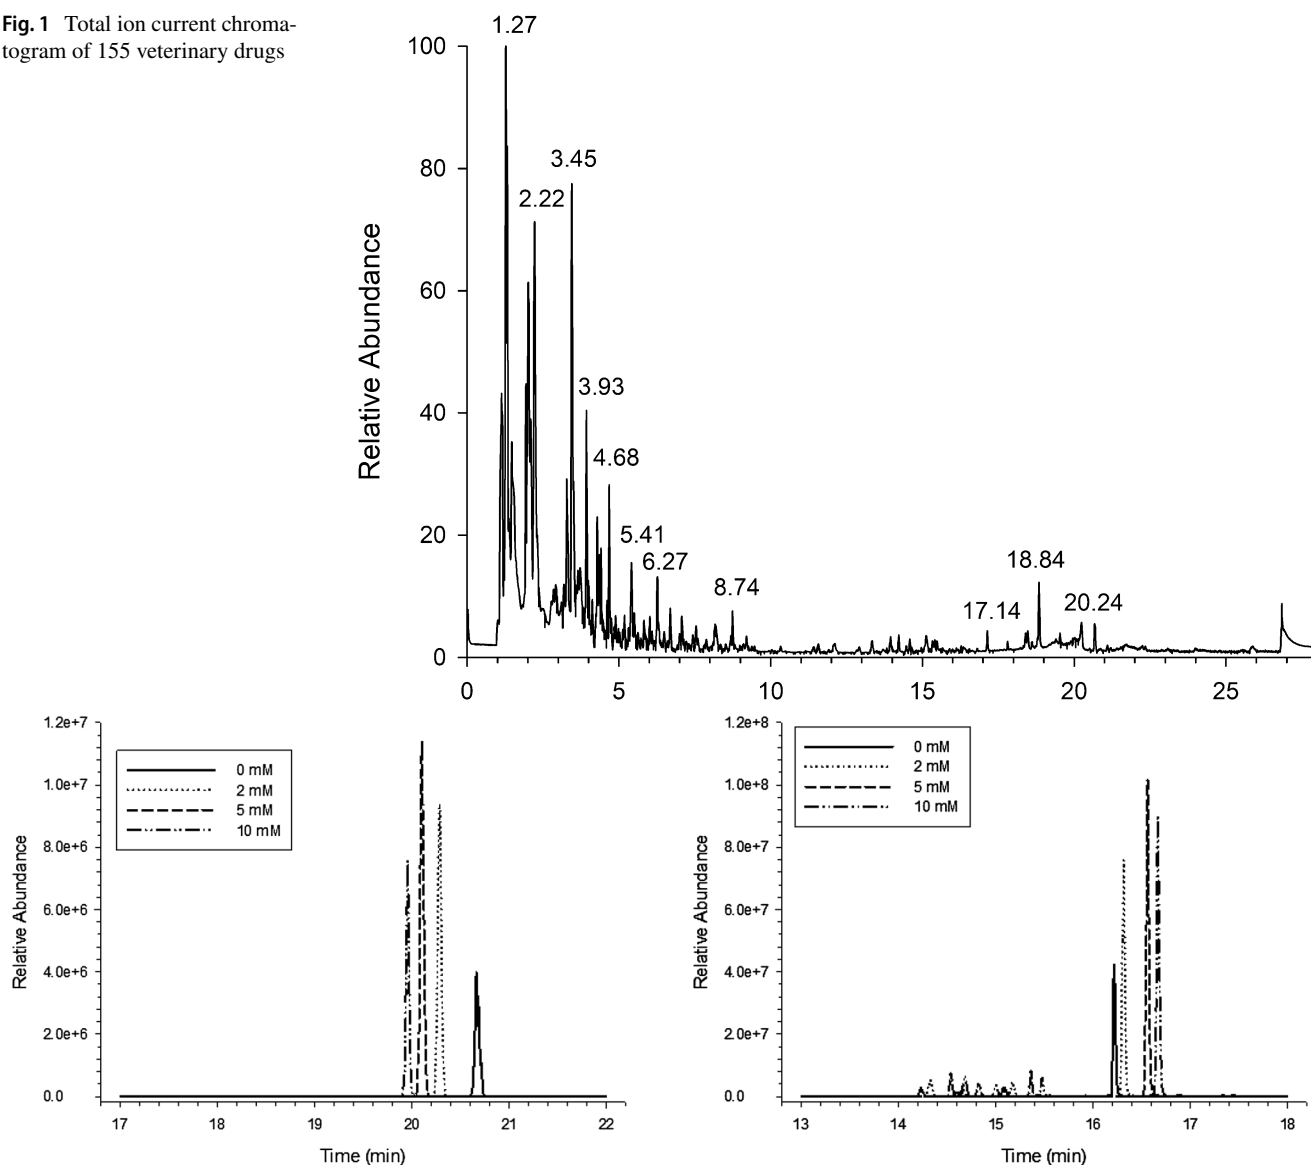 Fig. 1 Total ion current chroma-
togram of 155 veterinary drugs
1.27
100
3.45
80
2.22
Relative Abundance
60
3.93
40
4.68
5.41
20
6.27
18.84
8.74
17.14
20.24
0
0 5 10 15 20 25
1.2e+7
1.0e+7
8.0e+6
6.0e+6
4.0e+6
2.0e+6
0.0
Relative Abundance
0 mM
2 mM
5 mM
10 mM
17 18 19 20 21 22
Time (min)
1.2e+8
1.0e+8
8.0e+7
6.0e+7
4.0e+7
2.0e+7
0.0
Relative Abundance
0 mM
2 mM
5 mM
10 mM
13 14 15 16 17 18
Time (min)